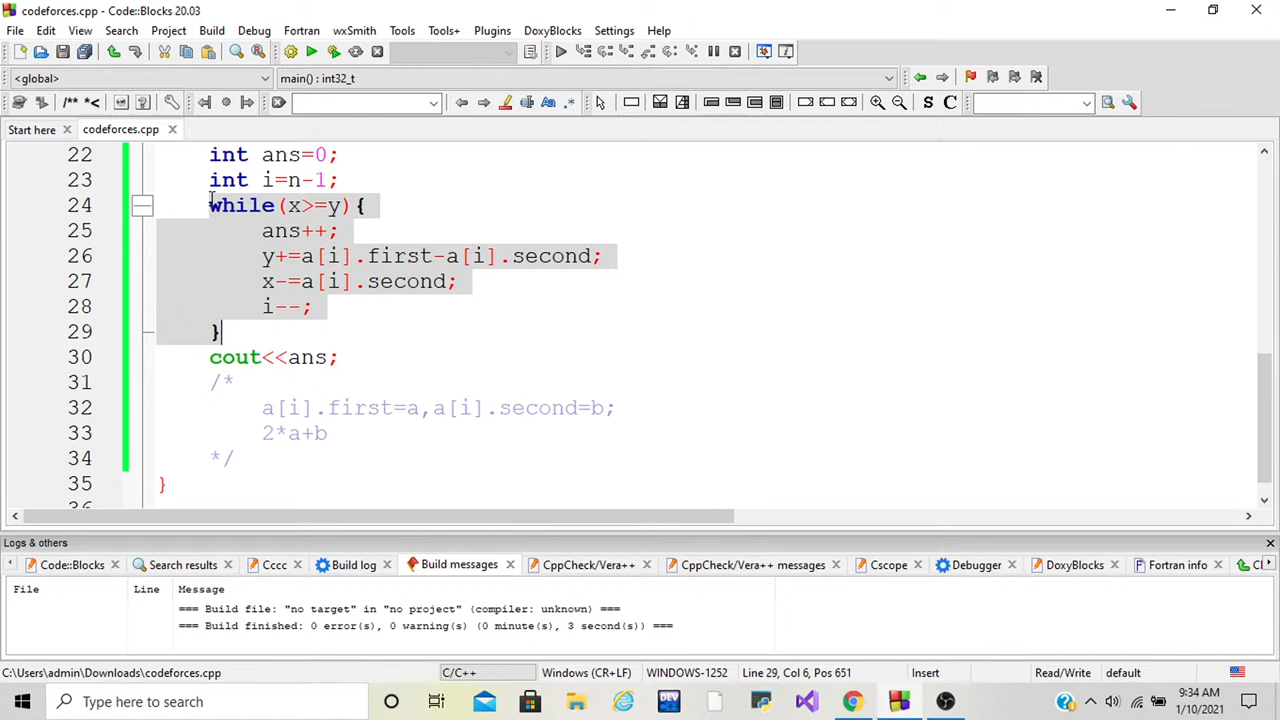 codeforces.cpp - Code::Blocks 20.03
File Edit View Search Project Build Debug Fortran wxSmith Tools Tools+ Plugins DoxyBlocks Settings Help
<global> main() : int32_t
/** *< S C
Start here codeforces.cpp
22 int ans=0;
23 int i=n-1;
24 while(x>=y){
25 ans++;
26 y+=a[i].first-a[i].second;
27 x-=a[i].second;
28 i--;
29 }
30 cout<<ans;
31 /*
32 a[i].first=a,a[i].second=b;
33 2*a+b
34 */
35 }
36
Logs & others
Code::Blocks Search results Cccc Build log Build messages CppCheck/Vera++ CppCheck/Vera++ messages Cscope Debugger DoxyBlocks Fortran info Cl
File Line Message
=== Build file: "no target" in "no project" (compiler: unknown) ===
=== Build finished: 0 error(s), 0 warning(s) (0 minute(s), 3 second(s)) ===
C:\Users\admin\Downloads\codeforces.cpp C/C++ Windows (CR+LF) WINDOWS-1252 Line 29, Col 6, Pos 651 Insert Read/Write default
Type here to search DEV 9:34 AM
1/10/2021